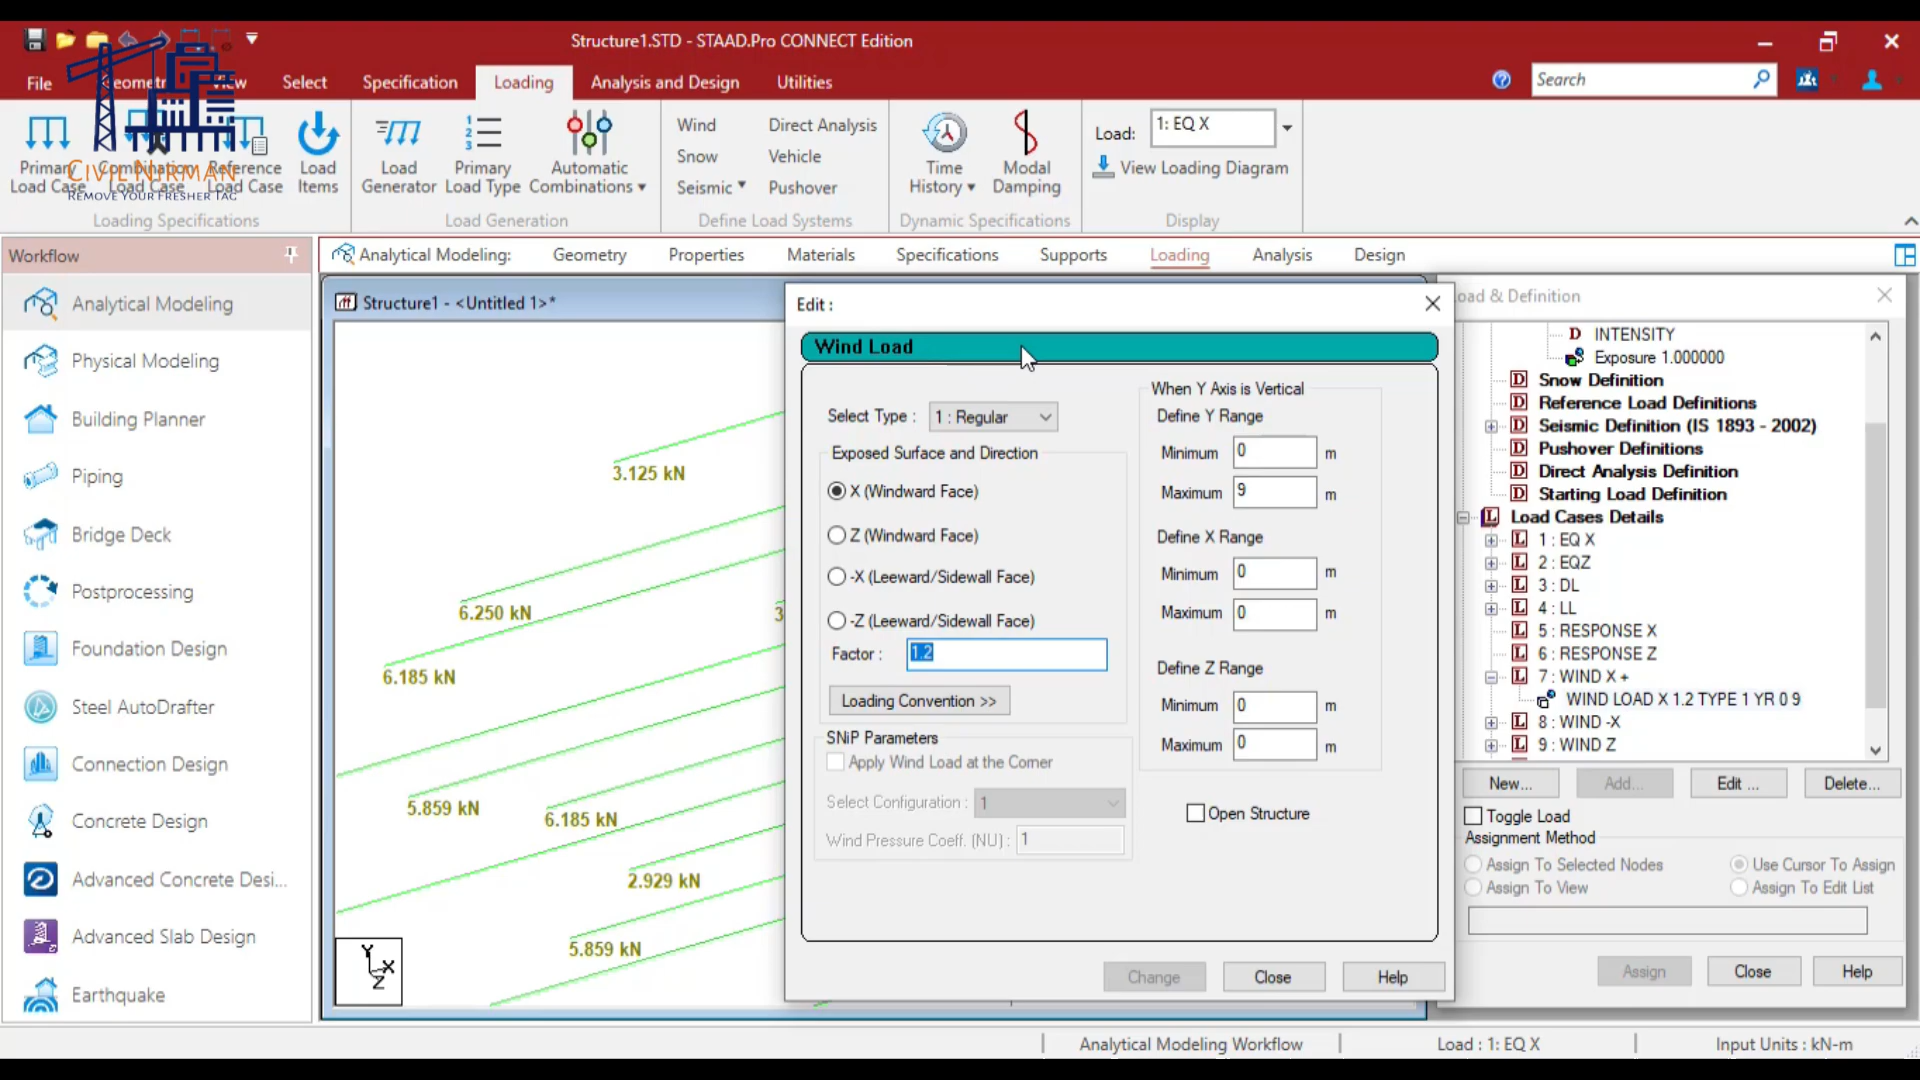 Structure1.STD - STAAD.Pro CONNECT Edition
File
Geometry
View
Select
Specification
Loading
Analysis and Design
Utilities
Search
Primary
Load Case
Combination
Load Case
Reference
Load Case
Load
Items
Loading Specifications
CIVIL NIRMAN
REMOVE YOUR FRESHER TAG
Load
Generator
Primary
Load Type
Automatic
Combinations
Load Generation
Wind
Snow
Seismic
Direct Analysis
Vehicle
Pushover
Define Load Systems
Time
History
Modal
Damping
Dynamic Specifications
Load: 1: EQ X
View Loading Diagram
Display
Workflow
Analytical Modeling
Physical Modeling
Building Planner
Piping
Bridge Deck
Postprocessing
Foundation Design
Steel AutoDrafter
Connection Design
Concrete Design
Advanced Concrete Desi...
Advanced Slab Design
Earthquake
Analytical Modeling:
Geometry
Properties
Materials
Specifications
Supports
Loading
Analysis
Design
Structure1 - <Untitled 1>*
3.125 kN
6.250 kN
3
6.185 kN
5.859 kN
6.185 kN
2.929 kN
5.859 kN
Y
X
Z
Edit :
Wind Load
Select Type : 1 : Regular
Exposed Surface and Direction
X (Windward Face)
Z (Windward Face)
-X (Leeward/Sidewall Face)
-Z (Leeward/Sidewall Face)
Factor : 1.2
Loading Convention >>
SNiP Parameters
Apply Wind Load at the Corner
Select Configuration : 1
Wind Pressure Coeff. (NU) : 1
When Y Axis is Vertical
Define Y Range
Minimum 0 m
Maximum 9 m
Define X Range
Minimum 0 m
Maximum 0 m
Define Z Range
Minimum 0 m
Maximum 0 m
Open Structure
Change
Close
Help
oad & Definition
D INTENSITY
Exposure 1.000000
D Snow Definition
D Reference Load Definitions
D Seismic Definition (IS 1893 - 2002)
D Pushover Definitions
D Direct Analysis Definition
D Starting Load Definition
L Load Cases Details
L 1 : EQ X
L 2 : EQZ
L 3 : DL
L 4 : LL
L 5 : RESPONSE X
L 6 : RESPONSE Z
L 7 : WIND X +
WIND LOAD X 1.2 TYPE 1 YR 0 9
L 8 : WIND -X
L 9 : WIND Z
New...
Add...
Edit ...
Delete...
Toggle Load
Assignment Method
Assign To Selected Nodes
Use Cursor To Assign
Assign To View
Assign To Edit List
Assign
Close
Help
Analytical Modeling Workflow
Load : 1: EQ X
Input Units : kN-m